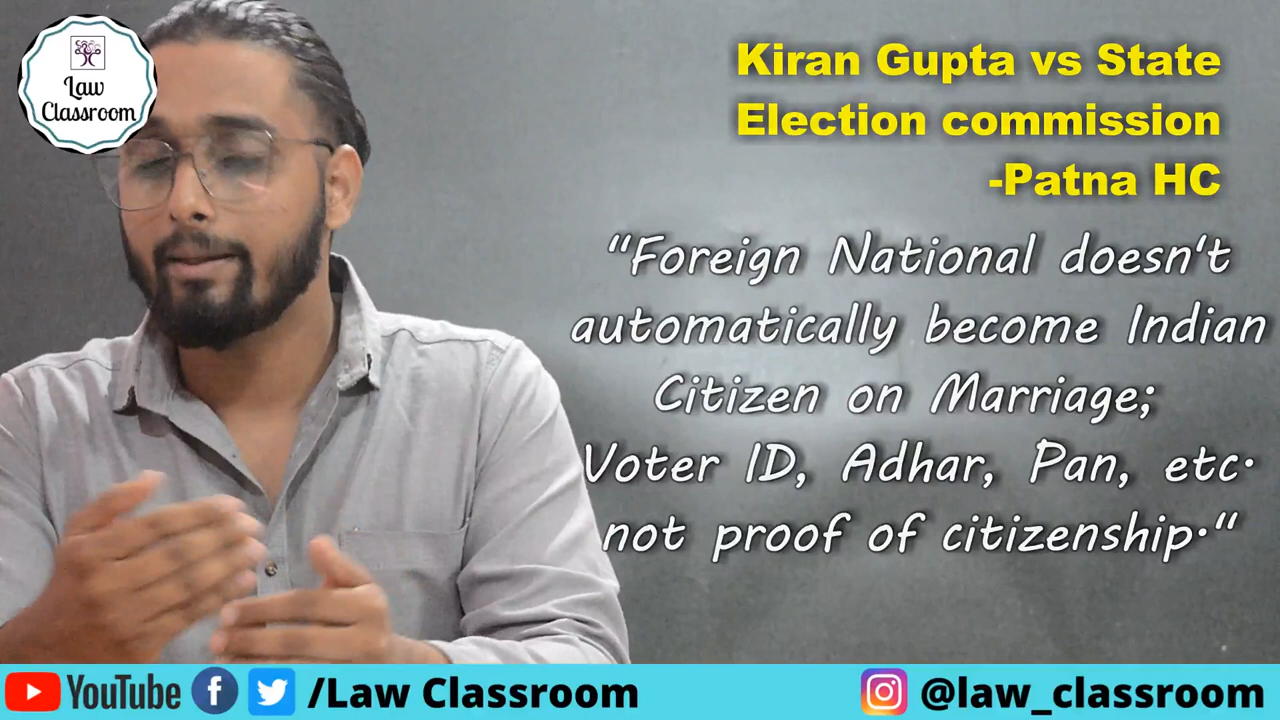 Law
Classroom
Kiran Gupta vs State
Election commission
-Patna HC
“Foreign National doesn't
automatically become Indian
Citizen on Marriage;
Voter ID, Adhar, Pan, etc.
not proof of citizenship.“
YouTube /Law Classroom @law_classroom